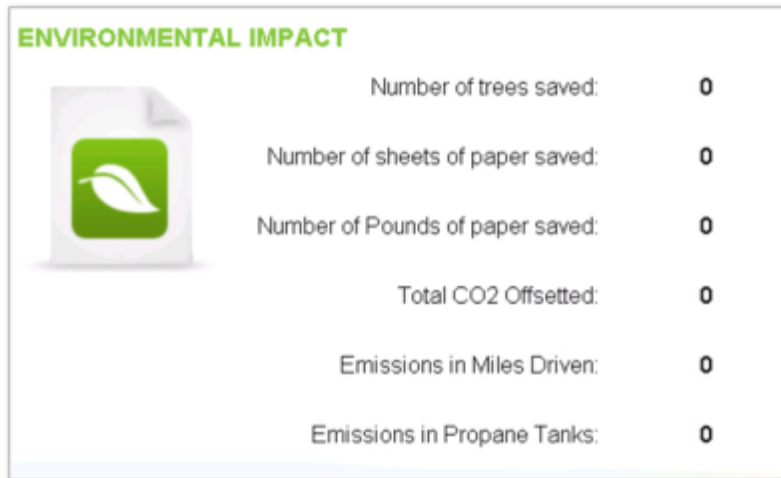 ENVIRONMENTAL IMPACT
Number of trees saved: 0
Number of sheets of paper saved: 0
Number of Pounds of paper saved: 0
Total CO2 Offsetted: 0
Emissions in Miles Driven: 0
Emissions in Propane Tanks: 0